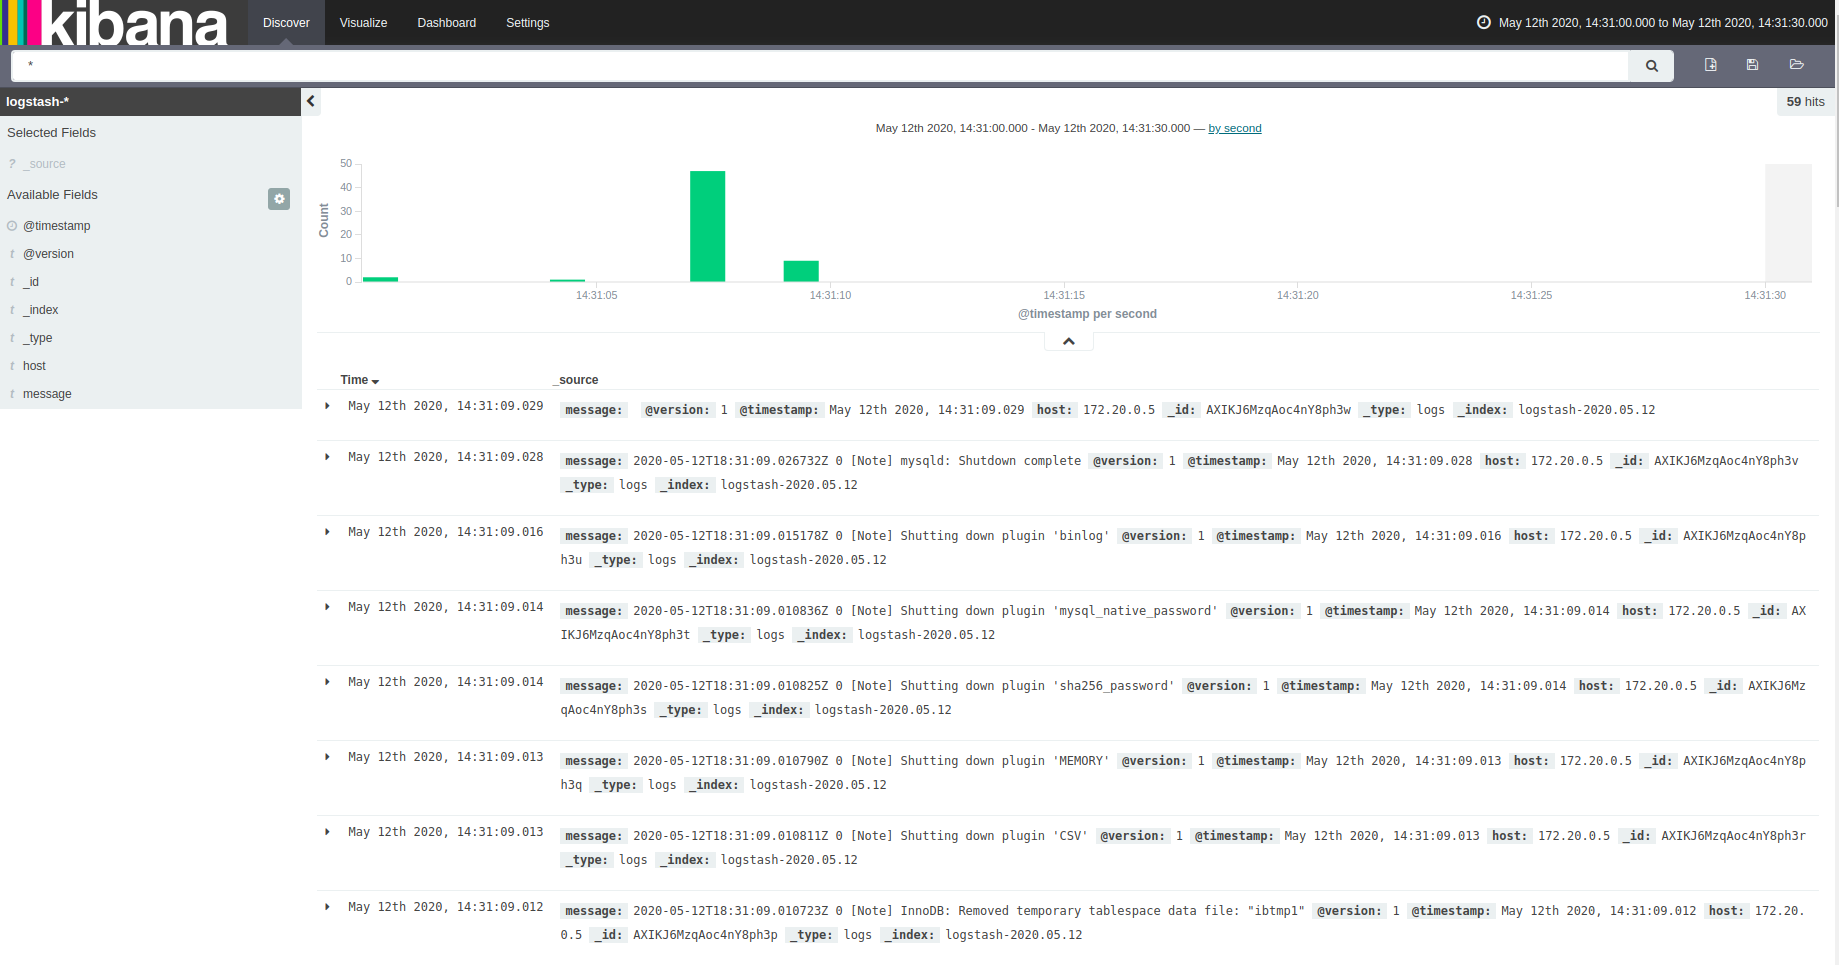 kibana Discover Visualize Dashboard Settings May 12th 2020, 14:31:00.000 to May 12th 2020, 14:31:30.000
*
logstash-*
59 hits
Selected Fields
? _source
Available Fields
@timestamp
t @version
t _id
t _index
t _type
t host
t message
May 12th 2020, 14:31:00.000 - May 12th 2020, 14:31:30.000 — by second
Count
50
40
30
20
10
0
14:31:05 14:31:10 14:31:15 14:31:20 14:31:25 14:31:30
@timestamp per second
Time _source
May 12th 2020, 14:31:09.029 message: @version: 1 @timestamp: May 12th 2020, 14:31:09.029 host: 172.20.0.5 _id: AXIKJ6MzqAoc4nY8ph3w _type: logs _index: logstash-2020.05.12
May 12th 2020, 14:31:09.028 message: 2020-05-12T18:31:09.026732Z 0 [Note] mysqld: Shutdown complete @version: 1 @timestamp: May 12th 2020, 14:31:09.028 host: 172.20.0.5 _id: AXIKJ6MzqAoc4nY8ph3v
_type: logs _index: logstash-2020.05.12
May 12th 2020, 14:31:09.016 message: 2020-05-12T18:31:09.015178Z 0 [Note] Shutting down plugin 'binlog' @version: 1 @timestamp: May 12th 2020, 14:31:09.016 host: 172.20.0.5 _id: AXIKJ6MzqAoc4nY8p
h3u _type: logs _index: logstash-2020.05.12
May 12th 2020, 14:31:09.014 message: 2020-05-12T18:31:09.010836Z 0 [Note] Shutting down plugin 'mysql_native_password' @version: 1 @timestamp: May 12th 2020, 14:31:09.014 host: 172.20.0.5 _id: AX
IKJ6MzqAoc4nY8ph3t _type: logs _index: logstash-2020.05.12
May 12th 2020, 14:31:09.014 message: 2020-05-12T18:31:09.010825Z 0 [Note] Shutting down plugin 'sha256_password' @version: 1 @timestamp: May 12th 2020, 14:31:09.014 host: 172.20.0.5 _id: AXIKJ6Mz
qAoc4nY8ph3s _type: logs _index: logstash-2020.05.12
May 12th 2020, 14:31:09.013 message: 2020-05-12T18:31:09.010790Z 0 [Note] Shutting down plugin 'MEMORY' @version: 1 @timestamp: May 12th 2020, 14:31:09.013 host: 172.20.0.5 _id: AXIKJ6MzqAoc4nY8p
h3q _type: logs _index: logstash-2020.05.12
May 12th 2020, 14:31:09.013 message: 2020-05-12T18:31:09.010811Z 0 [Note] Shutting down plugin 'CSV' @version: 1 @timestamp: May 12th 2020, 14:31:09.013 host: 172.20.0.5 _id: AXIKJ6MzqAoc4nY8ph3r
_type: logs _index: logstash-2020.05.12
May 12th 2020, 14:31:09.012 message: 2020-05-12T18:31:09.010723Z 0 [Note] InnoDB: Removed temporary tablespace data file: "ibtmp1" @version: 1 @timestamp: May 12th 2020, 14:31:09.012 host: 172.20.
0.5 _id: AXIKJ6MzqAoc4nY8ph3p _type: logs _index: logstash-2020.05.12